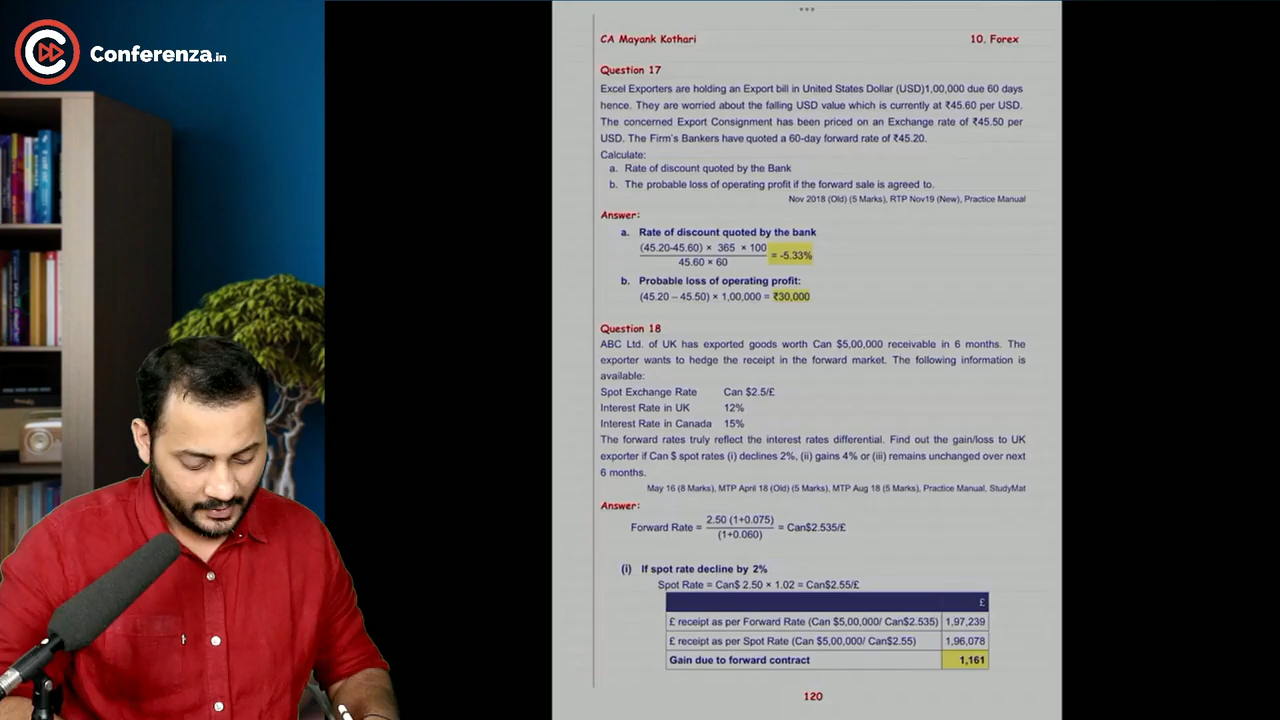 Conferenza.in
CA Mayank Kothari 10. Forex
Question 17
Excel Exporters are holding an Export bill in United States Dollar (USD)1,00,000 due 60 days
hence. They are worried about the falling USD value which is currently at ₹45.60 per USD.
The concerned Export Consignment has been priced on an Exchange rate of ₹45.50 per
USD. The Firm's Bankers have quoted a 60-day forward rate of ₹45.20.
Calculate:
a. Rate of discount quoted by the Bank
b. The probable loss of operating profit if the forward sale is agreed to.
Nov 2018 (Old) (5 Marks), RTP Nov19 (New), Practice Manual
Answer:
a. Rate of discount quoted by the bank
(45.20-45.60) × 365 × 100
45.60 × 60
= -5.33%
b. Probable loss of operating profit:
(45.20 – 45.50) × 1,00,000 = ₹30,000
Question 18
ABC Ltd. of UK has exported goods worth Can $5,00,000 receivable in 6 months. The
exporter wants to hedge the receipt in the forward market. The following information is
available:
Spot Exchange Rate Can $2.5/£
Interest Rate in UK 12%
Interest Rate in Canada 15%
The forward rates truly reflect the interest rates differential. Find out the gain/loss to UK
exporter if Can $ spot rates (i) declines 2%, (ii) gains 4% or (iii) remains unchanged over next
6 months.
May 16 (8 Marks), MTP April 18 (Old) (5 Marks), MTP Aug 18 (5 Marks), Practice Manual, StudyMat
Answer:
2.50 (1+0.075)
Forward Rate = = Can$2.535/£
(1+0.060)
(i) If spot rate decline by 2%
Spot Rate = Can$ 2.50 × 1.02 = Can$2.55/£
£
£ receipt as per Forward Rate (Can $5,00,000/ Can$2.535) 1,97,239
£ receipt as per Spot Rate (Can $5,00,000/ Can$2.55) 1,96,078
Gain due to forward contract 1,161
120